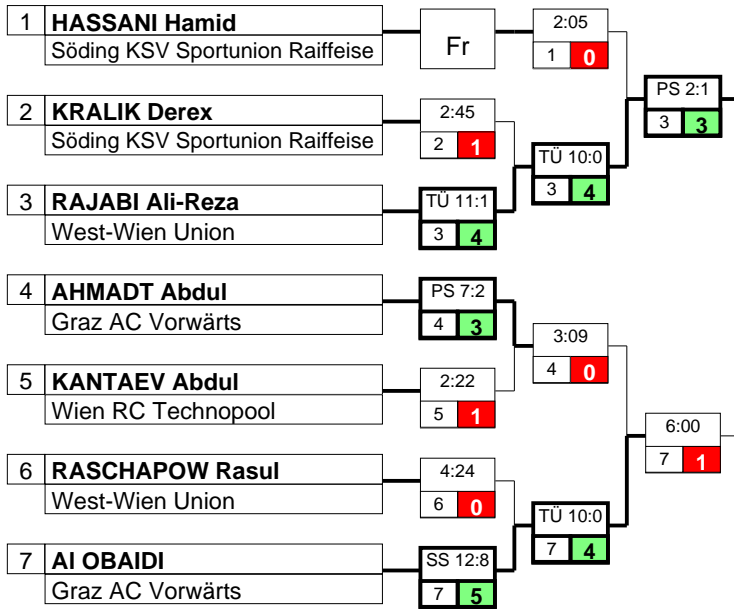 1 HASSANI Hamid
Söding KSV Sportunion Raiffeise
Fr
2:05
1 0
PS 2:1
3 3
2 KRALIK Derex
Söding KSV Sportunion Raiffeise
2:45
2 1
TÜ 10:0
3 4
3 RAJABI Ali-Reza
West-Wien Union
TÜ 11:1
3 4
4 AHMADT Abdul
Graz AC Vorwärts
PS 7:2
4 3
3:09
4 0
5 KANTAEV Abdul
Wien RC Technopool
2:22
5 1
6:00
7 1
6 RASCHAPOW Rasul
West-Wien Union
4:24
6 0
TÜ 10:0
7 4
7 AI OBAIDI
Graz AC Vorwärts
SS 12:8
7 5